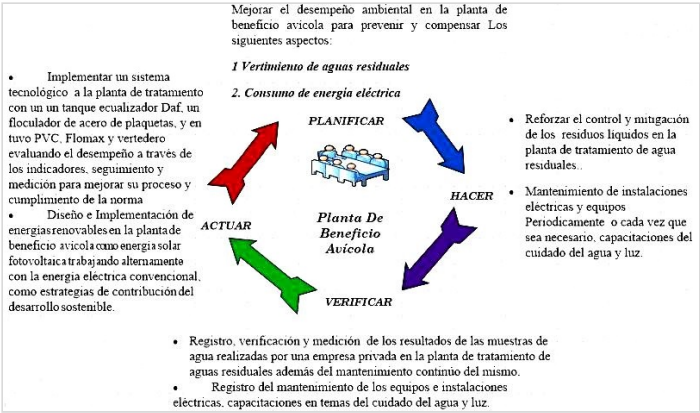 Mejorar el desempeño ambiental en la planta de
beneficio avícola para prevenir y compensar Los
siguientes aspectos:
1 Vertimiento de aguas residuales
2. Consumo de energía eléctrica
PLANIFICAR
• Reforzar el control y mitigación
de los residuos líquidos en la
planta de tratamiento de agua
residuales..
HACER
• Mantenimiento de instalaciones
eléctricas y equipos
Periodicamente o cada vez que
sea necesario, capacitaciones del
cuidado del agua y luz.
Planta De
Beneficio
Avícola
VERIFICAR
• Registro, verificación y medición de los resultados de las muestras de
agua realizadas por una empresa privada en la planta de tratamiento de
aguas residuales además del mantenimiento continúo del mismo.
• Registro del mantenimiento de los equipos e instalaciones
eléctricas, capacitaciones en temas del cuidado del agua y luz.
ACTUAR
• Implementar un sistema
tecnológico a la planta de tratamiento
con un un tanque ecualizador Daf, un
floculador de acero de plaquetas, y en
tuvo PVC, Flomax y vertedero
evaluando el desempeño a través de
los indicadores, seguimiento y
medición para mejorar su proceso y
cumplimiento de la norma
• Diseño e Implementación de
energias renovables en la planta de
beneficio avícola como energía solar
fotovoltaica trabajando alternamente
con la energía eléctrica convencional,
como estrategias de contribución del
desarrollo sostenible.